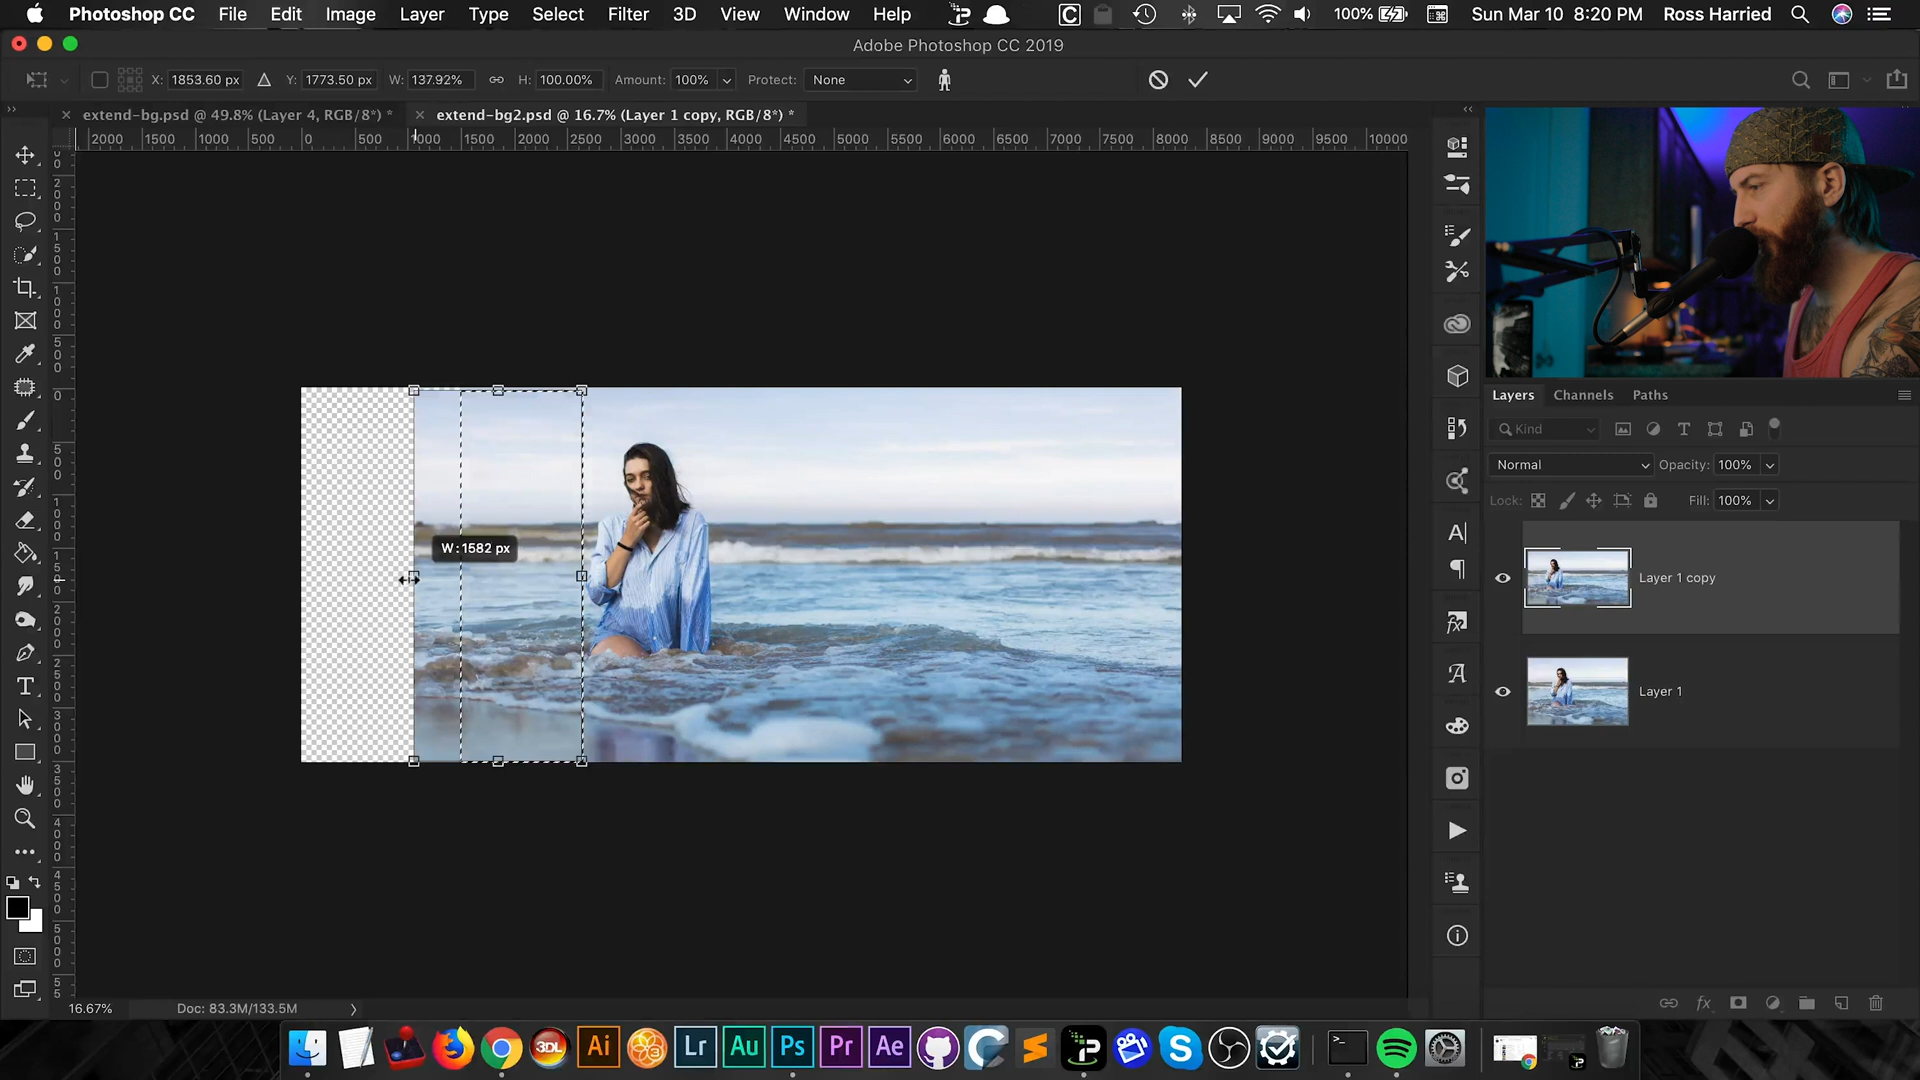 Photoshop CC File Edit Image Layer Type Select Filter 3D View Window Help
100% Sun Mar 10 8:20 PM Ross Harried
Adobe Photoshop CC 2019
X: 1853.60 px Y: 1773.50 px W: 137.92% H: 100.00% Amount: 100% Protect: None
extend-bg.psd @ 49.8% (Layer 4, RGB/8*) *
extend-bg2.psd @ 16.7% (Layer 1 copy, RGB/8*) *
2000 1500 1000 500 0 500 1000 1500 2000 2500 3000 3500 4000 4500 5000 5500 6000 6500 7000 7500 8000 8500 9000 9500 10000
Layers Channels Paths
Kind
Normal Opacity: 100%
Lock: Fill: 100%
W: 1582 px
Layer 1 copy
Layer 1
16.67% Doc: 83.3M/133.5M
3DL Ai Lr Au Ps Pr Ae